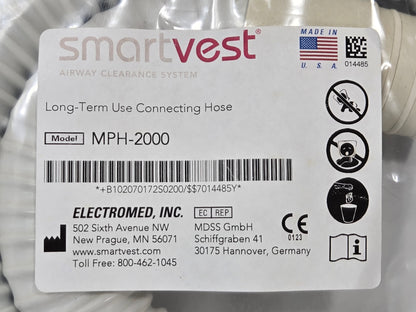 smartvest®
AIRWAY CLEARANCE SYSTEM
MADE IN
U.S.A.
014485
Long-Term Use Connecting Hose
Model MPH-2000
*+B102070172S0200/$$7014485Y*
ELECTROMED, INC.
502 Sixth Avenue NW
New Prague, MN 56071
www.smartvest.com
Toll Free: 800-462-1045
EC REP
MDSS GmbH
Schiffgraben 41
30175 Hannover, Germany
CE
0123